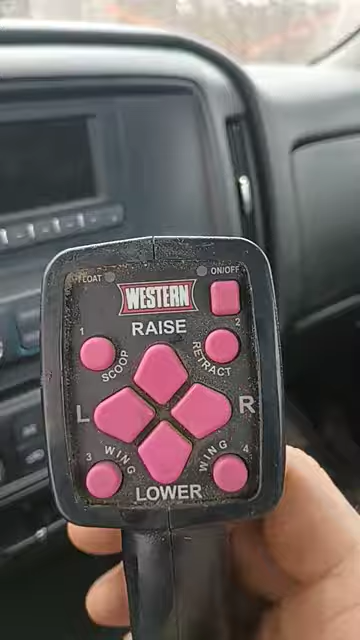 FLOAT ON/OFF
WESTERN
RAISE
1 2
SCOOP RETRACT
L R
3 WING WING 4
LOWER